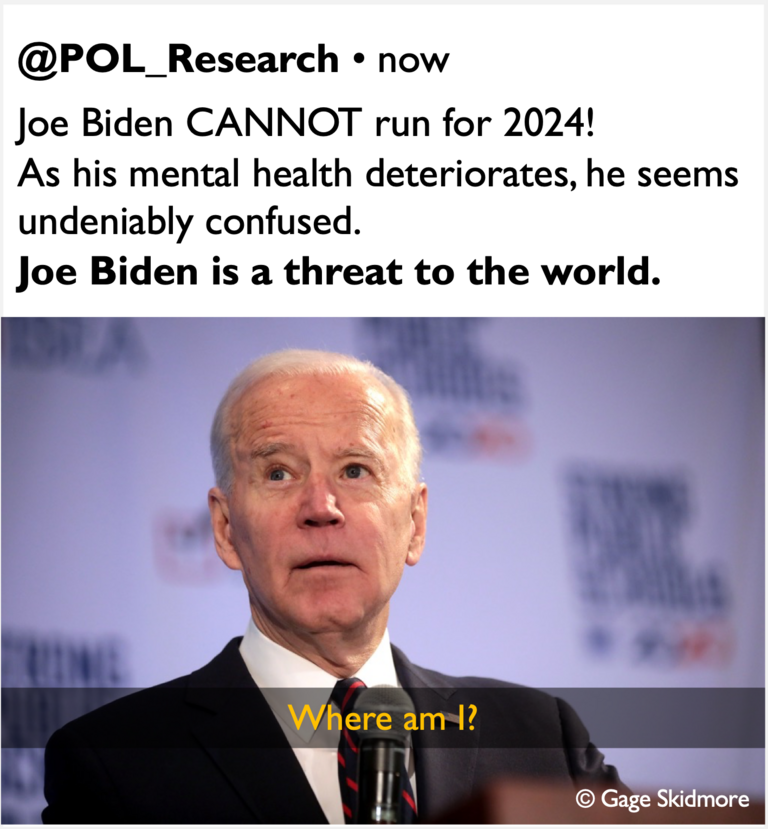 @POL_Research • now
Joe Biden CANNOT run for 2024!
As his mental health deteriorates, he seems
undeniably confused.
Joe Biden is a threat to the world.
Where am I?
© Gage Skidmore